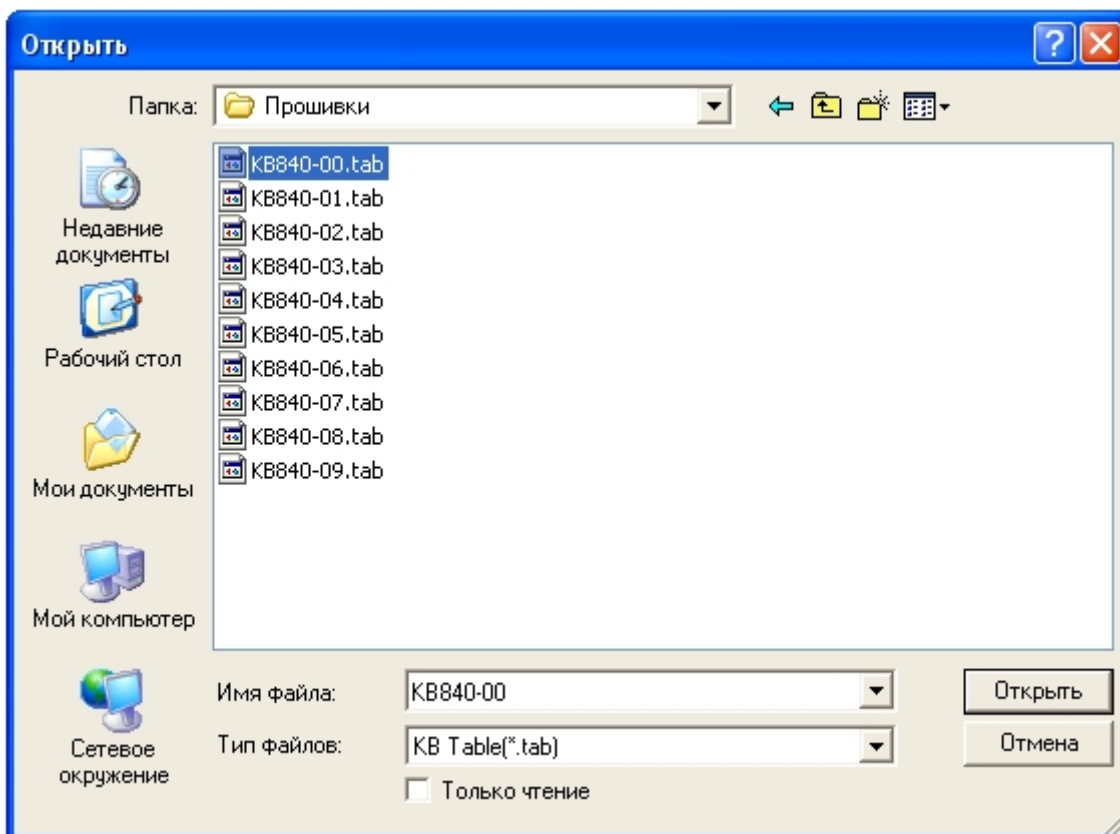 Открыть
Папка: Прошивки
KB840-00.tab
KB840-01.tab
KB840-02.tab
KB840-03.tab
KB840-04.tab
KB840-05.tab
KB840-06.tab
KB840-07.tab
KB840-08.tab
KB840-09.tab
Недавние
документы
Рабочий стол
Мои документы
Мой компьютер
Сетевое
окружение
Имя файла: KB840-00 Открыть
Тип файлов: KB Table(*.tab) Отмена
Только чтение